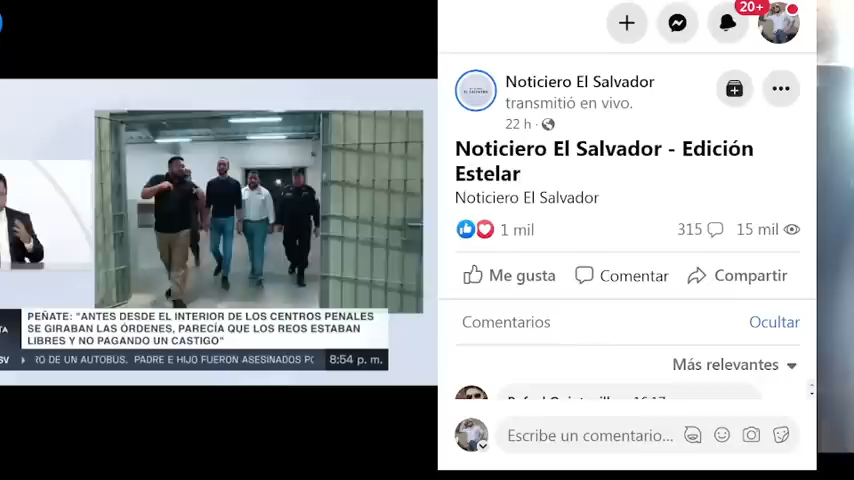 20+
Noticiero El Salvador
transmitió en vivo.
22 h ·
Noticiero El Salvador - Edición
Estelar
Noticiero El Salvador
1 mil
315
15 mil
Me gusta
Comentar
Compartir
Comentarios
Ocultar
Más relevantes
Escribe un comentario...
PEÑATE: "ANTES DESDE EL INTERIOR DE LOS CENTROS PENALES
SE GIRABAN LAS ÓRDENES, PARECÍA QUE LOS REOS ESTABAN
LIBRES Y NO PAGANDO UN CASTIGO"
TA
SV
RO DE UN AUTOBUS. PADRE E HIJO FUERON ASESINADOS PO
8:54 p. m.